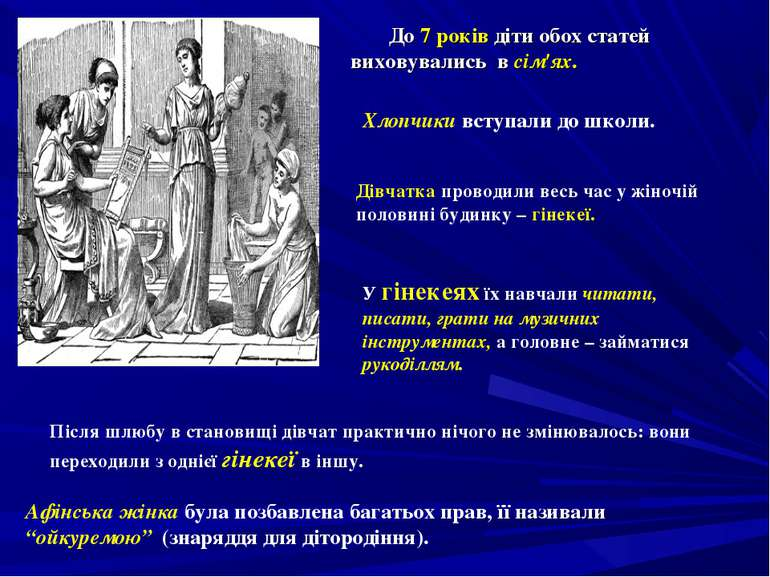 До 7 років діти обох статей
виховувались в сім'ях.
Хлопчики вступали до школи.
Дівчатка проводили весь час у жіночій
половині будинку – гінекеї.
У гінекеях їх навчали читати,
писати, грати на музичних
інструментах, а головне – займатися
рукоділлям.
Після шлюбу в становищі дівчат практично нічого не змінювалось: вони
переходили з однієї гінекеї в іншу.
Афінська жінка була позбавлена багатьох прав, її називали
“ойкуремою” (знаряддя для дітородіння).